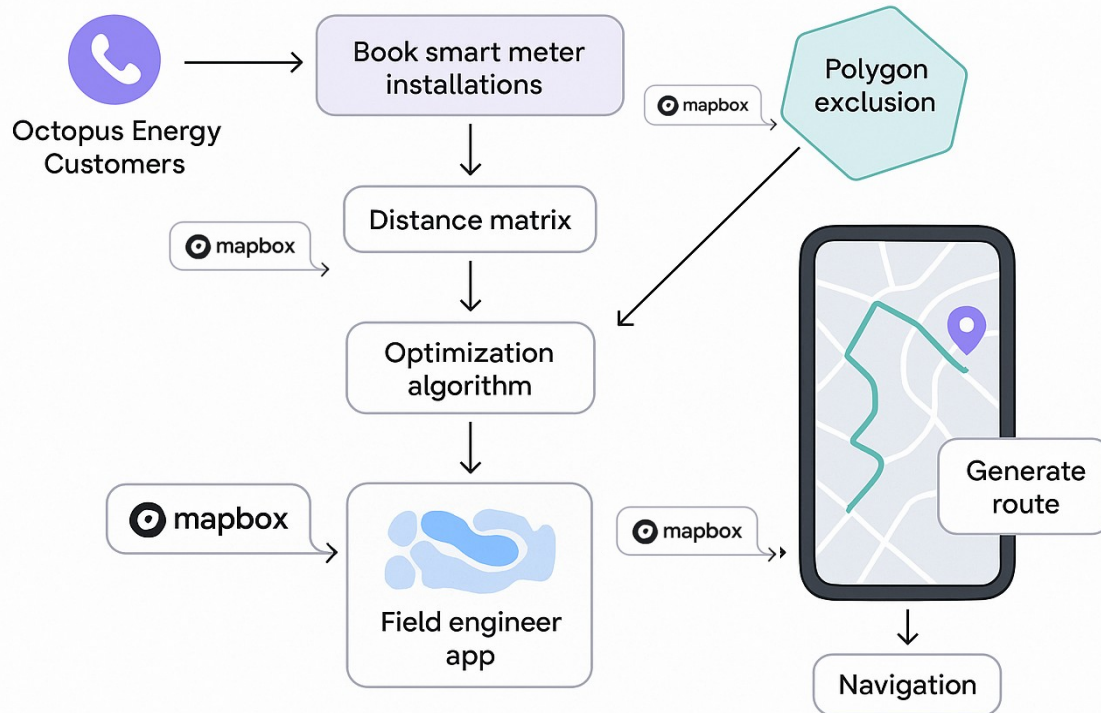 Octopus Energy
Customers
Book smart meter
installations
mapbox
Polygon
exclusion
Distance matrix
mapbox
Optimization
algorithm
mapbox
Field engineer
app
mapbox
Generate
route
Navigation